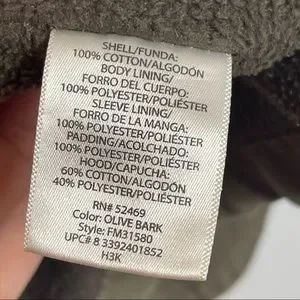 SHELL/FUNDA:
100% COTTON/ALGODÓN
BODY LINING/
FORRO DEL CUERPO:
100% POLYESTER/POLIÉSTER
SLEEVE LINING/
FORRO DE LA MANGA:
100% POLYESTER/POLIÉSTER
PADDING/ACOLCHADO:
100% POLYESTER/POLIÉSTER
HOOD/CAPUCHA:
60% COTTON/ALGODÓN
40% POLYESTER/POLIÉSTER
RN# 52469
Color: OLIVE BARK
Style: FM31580
UPC# 8 3392401852
H3K